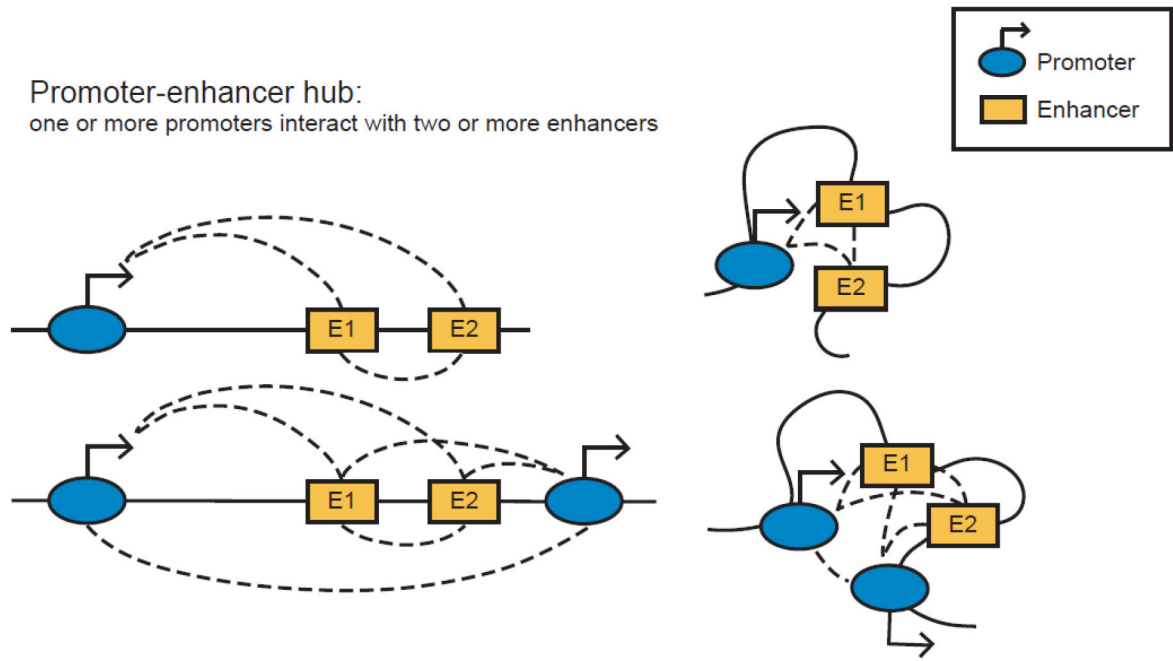 Promoter-enhancer hub:
one or more promoters interact with two or more enhancers
Promoter
Enhancer
E1
E2
E1
E2
E1
E2
E1
E2